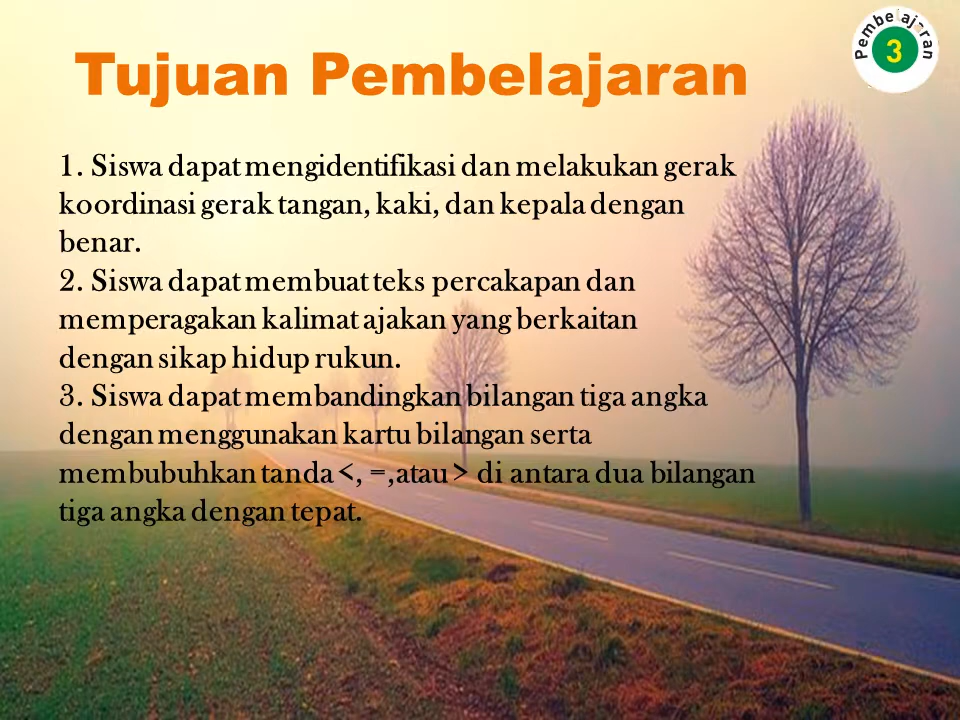 Tujuan Pembelajaran
Pembelajaran
3
1. Siswa dapat mengidentifikasi dan melakukan gerak
koordinasi gerak tangan, kaki, dan kepala dengan
benar.
2. Siswa dapat membuat teks percakapan dan
memperagakan kalimat ajakan yang berkaitan
dengan sikap hidup rukun.
3. Siswa dapat membandingkan bilangan tiga angka
dengan menggunakan kartu bilangan serta
membubuhkan tanda <, =,atau > di antara dua bilangan
tiga angka dengan tepat.